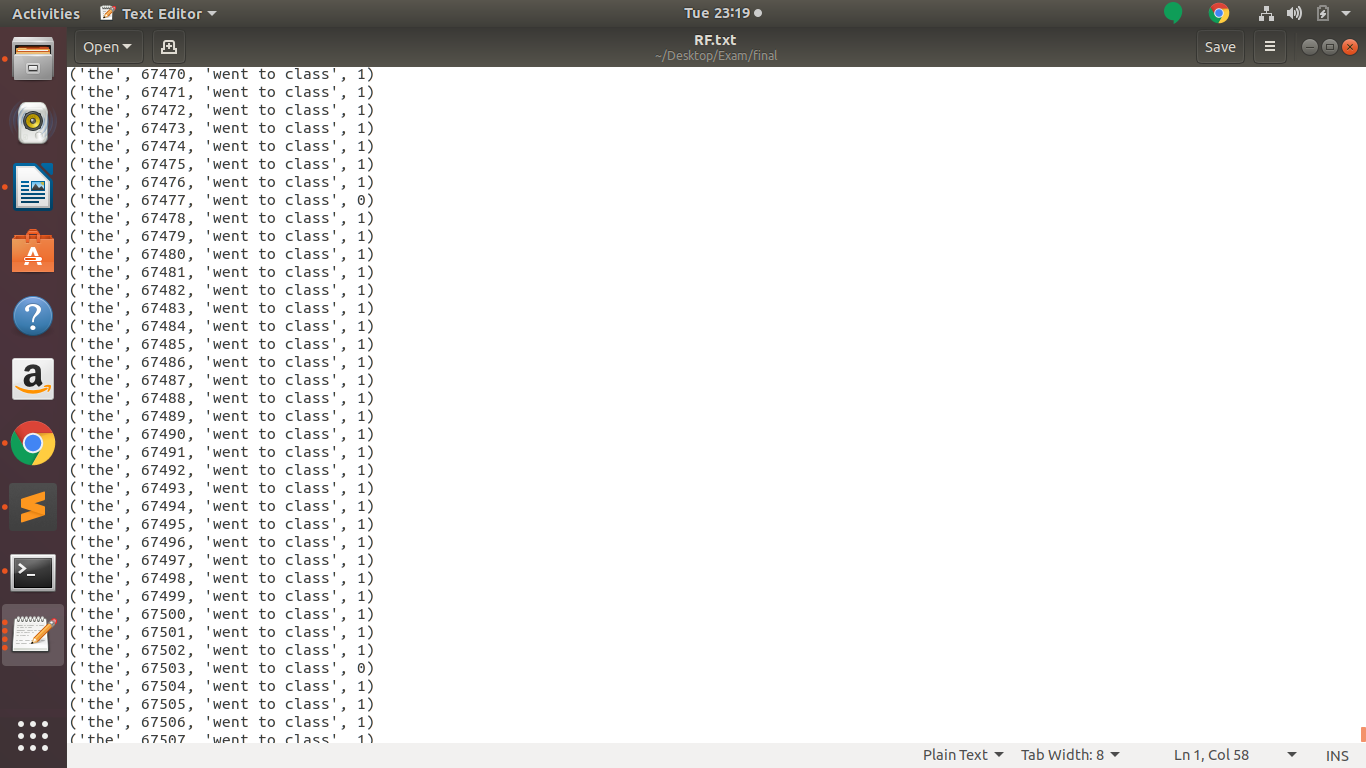 Activities Text Editor Tue 23:19
Open RF.txt Save
~/Desktop/Exam/final
('the', 67470, 'went to class', 1)
('the', 67471, 'went to class', 1)
('the', 67472, 'went to class', 1)
('the', 67473, 'went to class', 1)
('the', 67474, 'went to class', 1)
('the', 67475, 'went to class', 1)
('the', 67476, 'went to class', 1)
('the', 67477, 'went to class', 0)
('the', 67478, 'went to class', 1)
('the', 67479, 'went to class', 1)
('the', 67480, 'went to class', 1)
('the', 67481, 'went to class', 1)
('the', 67482, 'went to class', 1)
('the', 67483, 'went to class', 1)
('the', 67484, 'went to class', 1)
('the', 67485, 'went to class', 1)
('the', 67486, 'went to class', 1)
('the', 67487, 'went to class', 1)
('the', 67488, 'went to class', 1)
('the', 67489, 'went to class', 1)
('the', 67490, 'went to class', 1)
('the', 67491, 'went to class', 1)
('the', 67492, 'went to class', 1)
('the', 67493, 'went to class', 1)
('the', 67494, 'went to class', 1)
('the', 67495, 'went to class', 1)
('the', 67496, 'went to class', 1)
('the', 67497, 'went to class', 1)
('the', 67498, 'went to class', 1)
('the', 67499, 'went to class', 1)
('the', 67500, 'went to class', 1)
('the', 67501, 'went to class', 1)
('the', 67502, 'went to class', 1)
('the', 67503, 'went to class', 0)
('the', 67504, 'went to class', 1)
('the', 67505, 'went to class', 1)
('the', 67506, 'went to class', 1)
('the', 67507, 'went to class', 1)
Plain Text Tab Width: 8 Ln 1, Col 58 INS